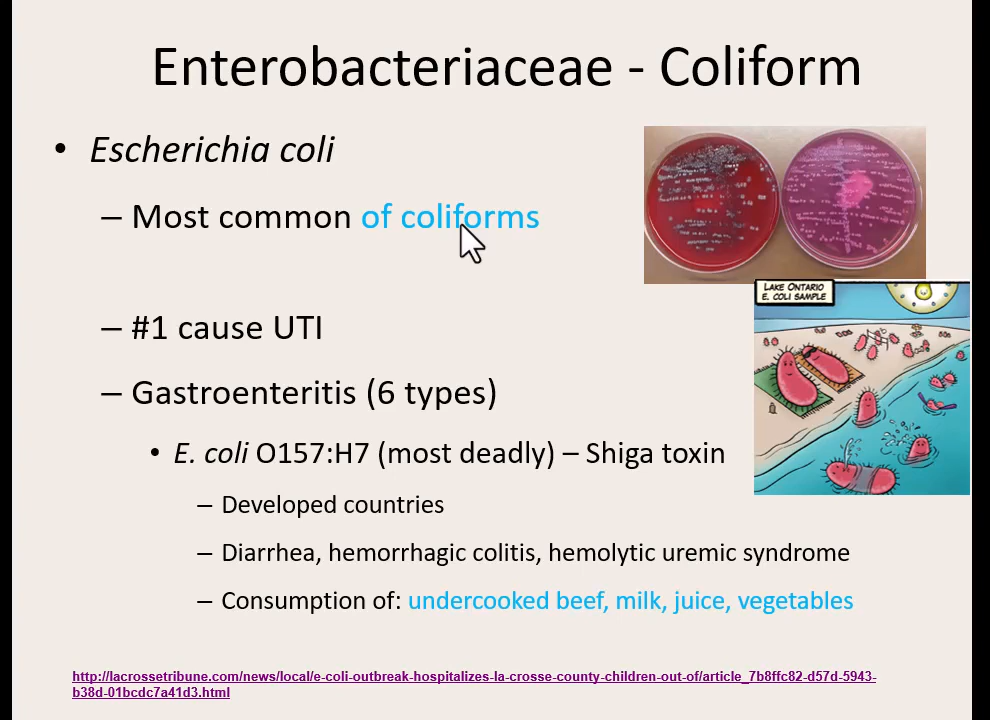 Enterobacteriaceae - Coliform
• Escherichia coli
– Most common of coliforms
LAKE ONTARIO
E. COLI SAMPLE
– #1 cause UTI
– Gastroenteritis (6 types)
• E. coli O157:H7 (most deadly) – Shiga toxin
– Developed countries
– Diarrhea, hemorrhagic colitis, hemolytic uremic syndrome
– Consumption of: undercooked beef, milk, juice, vegetables
http://lacrossetribune.com/news/local/e-coli-outbreak-hospitalizes-la-crosse-county-children-out-of/article_7b8ffc82-d57d-5943-
b38d-01bcdc7a41d3.html